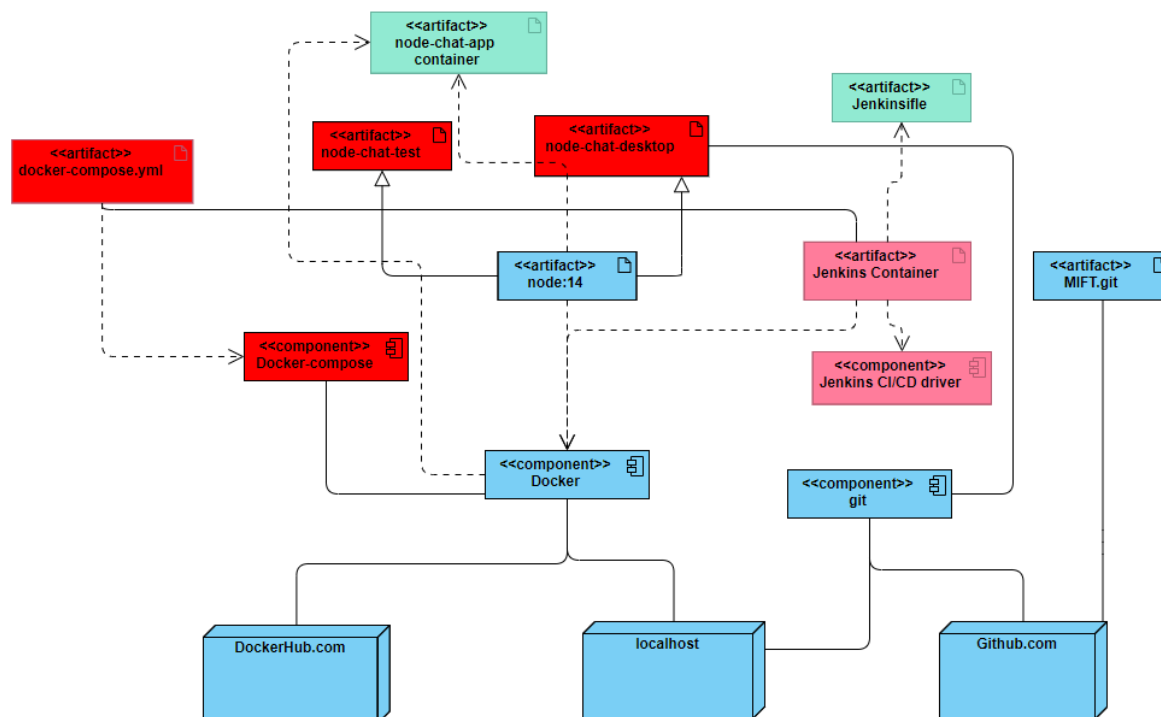 <<artifact>>
node-chat-app
container
<<artifact>>
Jenkinsifle
<<artifact>>
node-chat-test
<<artifact>>
node-chat-desktop
<<artifact>>
docker-compose.yml
<<artifact>>
node:14
<<artifact>>
Jenkins Container
<<artifact>>
MIFT.git
<<component>>
Docker-compose
<<component>>
Jenkins CI/CD driver
<<component>>
Docker
<<component>>
git
DockerHub.com
localhost
Github.com